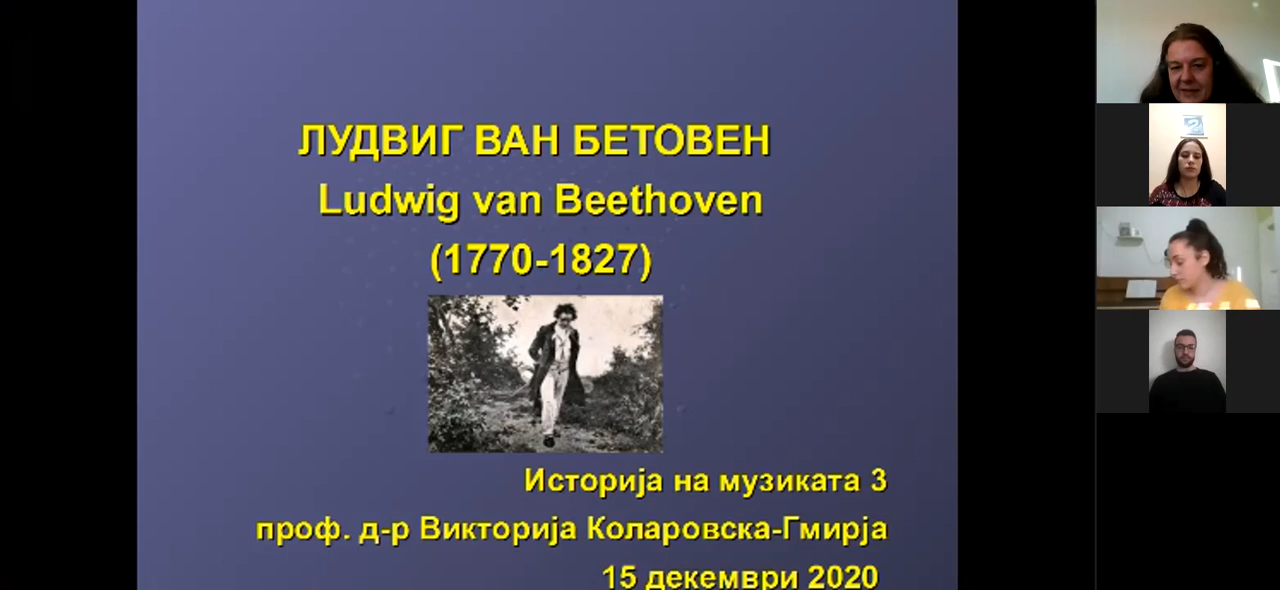 ЛУДВИГ ВАН БЕТОВЕН
Ludwig van Beethoven
(1770-1827)
Историја на музиката 3
проф. д-р Викторија Коларовска-Гмирја
15 декември 2020